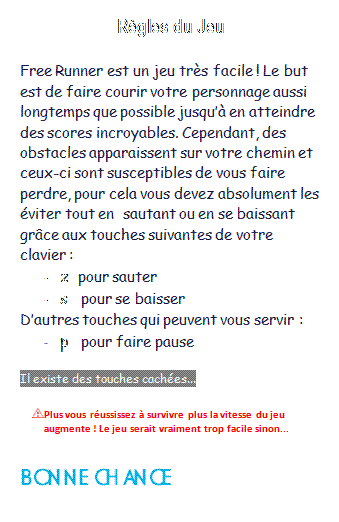 Règles du Jeu
Free Runner est un jeu très facile ! Le but
est de faire courir votre personnage aussi
longtemps que possible jusqu'à en atteindre
des scores incroyables. Cependant, des
obstacles apparaissent sur votre chemin et
ceux-ci sont susceptibles de vous faire
perdre, pour cela vous devez absolument les
éviter tout en sautant ou en se baissant
grâce aux touches suivantes de votre
clavier :
- z pour sauter
- s pour se baisser
D'autres touches qui peuvent vous servir :
- p pour faire pause
Il existe des touches cachées...
⚠Plus vous réussissez à survivre plus la vitesse du jeu
augmente ! Le jeu serait vraiment trop facile sinon...
BONNE CHANCE